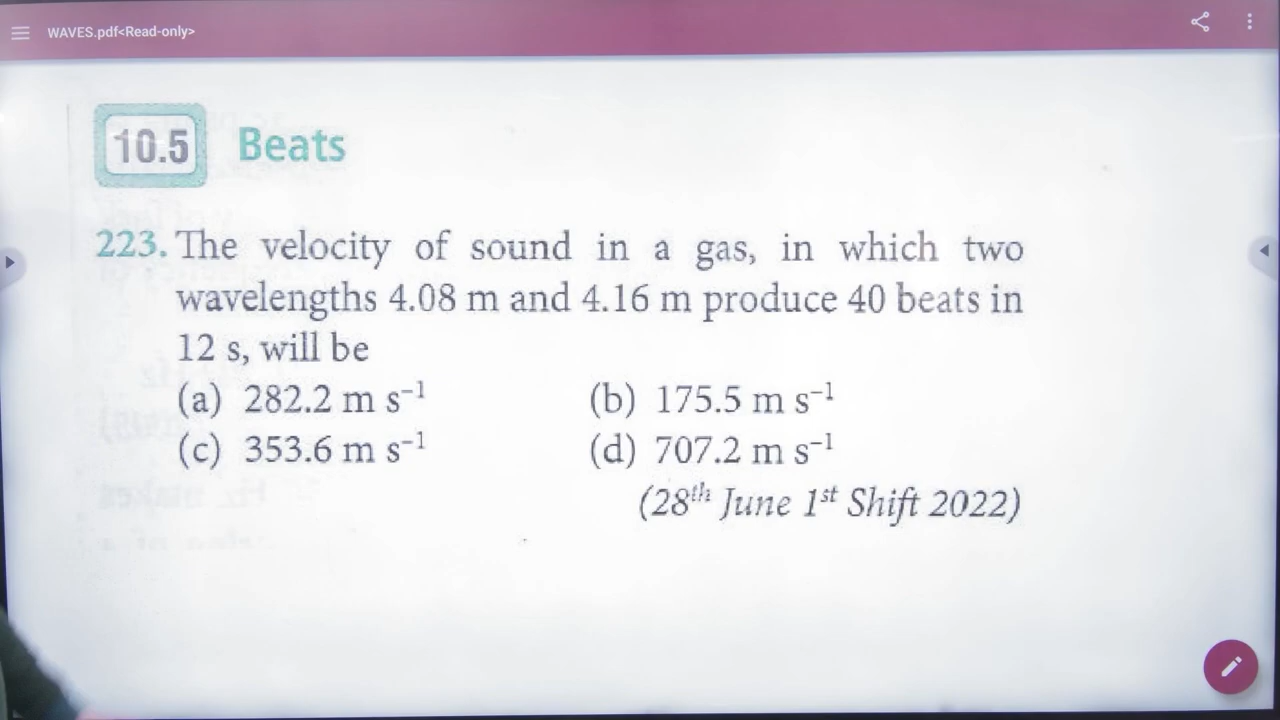 WAVES.pdf<Read-only>
10.5 Beats
223. The velocity of sound in a gas, in which two
wavelengths 4.08 m and 4.16 m produce 40 beats in
12 s, will be
(a) 282.2 m s⁻¹ (b) 175.5 m s⁻¹
(c) 353.6 m s⁻¹ (d) 707.2 m s⁻¹
(28ᵗʰ June 1ˢᵗ Shift 2022)